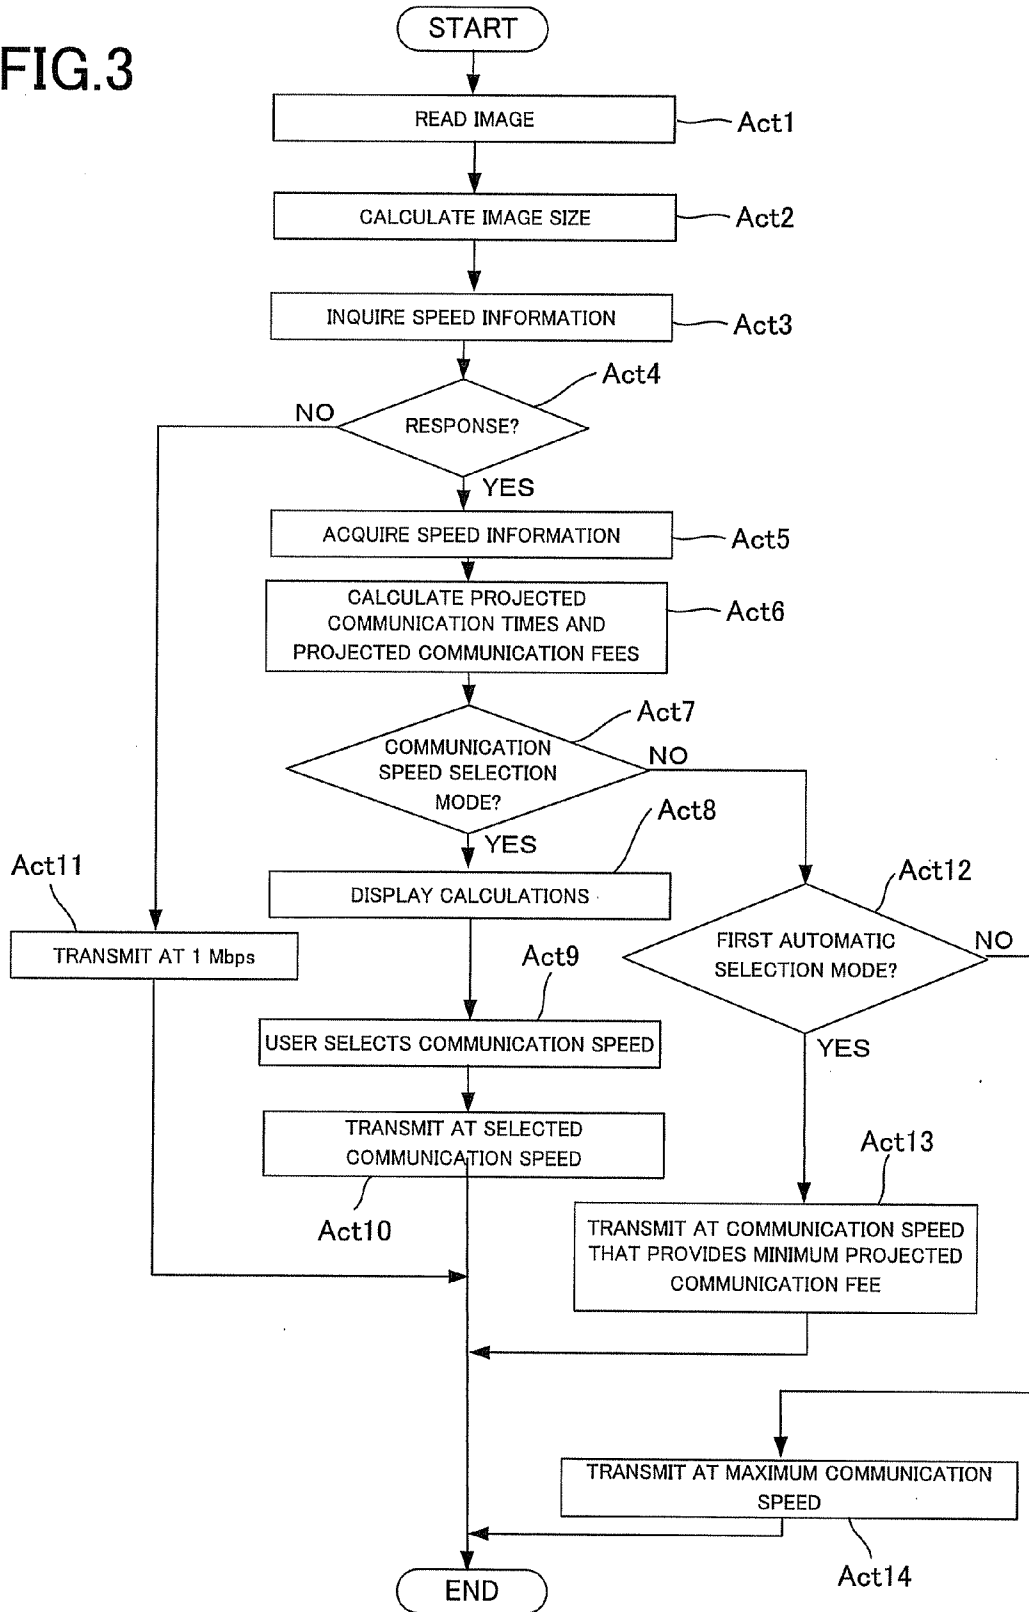 FIG.3
START
READ IMAGE
Act1
CALCULATE IMAGE SIZE
Act2
INQUIRE SPEED INFORMATION
Act3
Act4
NO
RESPONSE?
YES
ACQUIRE SPEED INFORMATION
Act5
CALCULATE PROJECTED
COMMUNICATION TIMES AND
PROJECTED COMMUNICATION FEES
Act6
Act7
COMMUNICATION
SPEED SELECTION
MODE?
NO
YES
Act8
DISPLAY CALCULATIONS
Act11
TRANSMIT AT 1 Mbps
Act12
FIRST AUTOMATIC
SELECTION MODE?
NO
YES
Act9
USER SELECTS COMMUNICATION SPEED
TRANSMIT AT SELECTED
COMMUNICATION SPEED
Act10
Act13
TRANSMIT AT COMMUNICATION SPEED
THAT PROVIDES MINIMUM PROJECTED
COMMUNICATION FEE
TRANSMIT AT MAXIMUM COMMUNICATION
SPEED
Act14
END